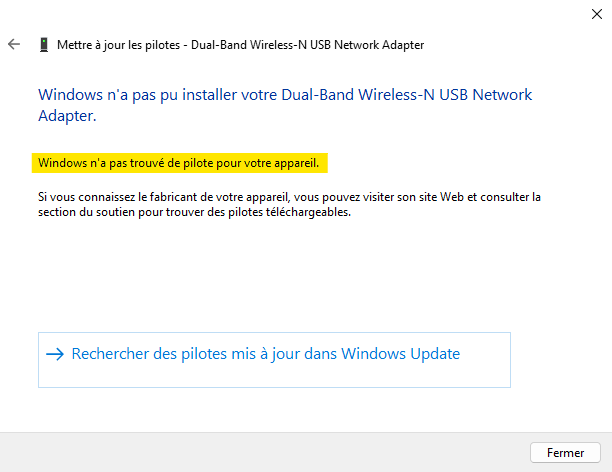 Mettre à jour les pilotes - Dual-Band Wireless-N USB Network Adapter
Windows n'a pas pu installer votre Dual-Band Wireless-N USB Network
Adapter.
Windows n'a pas trouvé de pilote pour votre appareil.
Si vous connaissez le fabricant de votre appareil, vous pouvez visiter son site Web et consulter la
section du soutien pour trouver des pilotes téléchargeables.
Rechercher des pilotes mis à jour dans Windows Update
Fermer